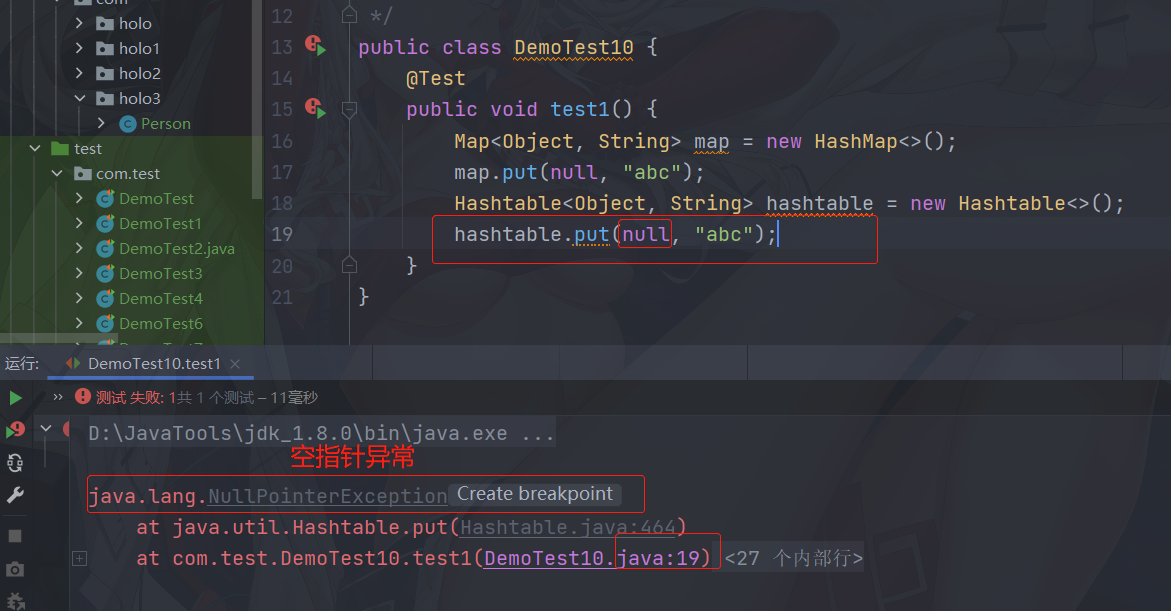 com
holo
holo1
holo2
holo3
Person
test
com.test
DemoTest
DemoTest1
DemoTest2.java
DemoTest3
DemoTest4
DemoTest6
12 */
13 public class DemoTest10 {
14 @Test
15 public void test1() {
16 Map<Object, String> map = new HashMap<>();
17 map.put(null, "abc");
18 Hashtable<Object, String> hashtable = new Hashtable<>();
19 hashtable.put(null, "abc");
20 }
21 }
运行: DemoTest10.test1 ×
» 测试 失败: 1共 1 个测试 – 11毫秒
D:\JavaTools\jdk_1.8.0\bin\java.exe ...
空指针异常
java.lang.NullPointerException Create breakpoint
at java.util.Hashtable.put(Hashtable.java:464)
at com.test.DemoTest10.test1(DemoTest10.java:19) <27 个内部行>